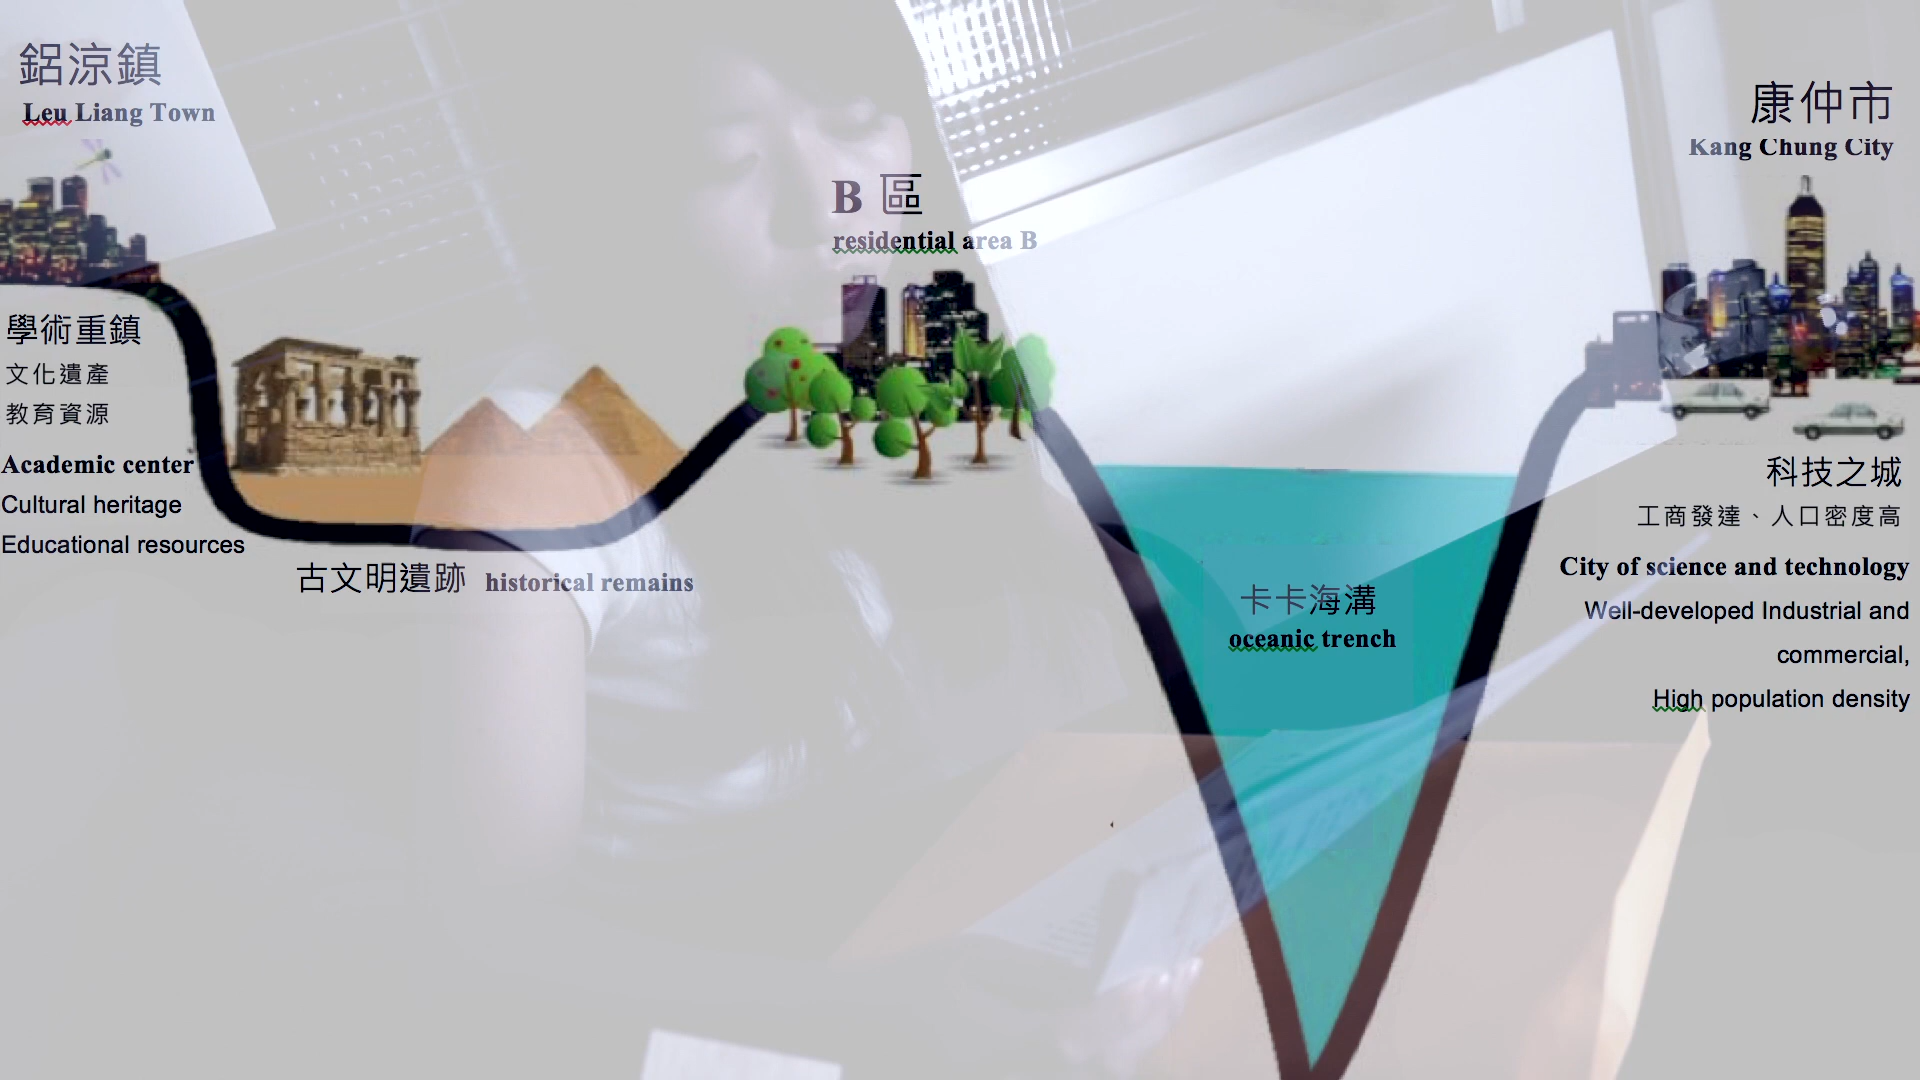 鋁涼鎮
Leu Liang Town
學術重鎮
文化遺產
教育資源
Academic center
Cultural heritage
Educational resources
古文明遺跡 historical remains
B 區
residential area B
卡卡海溝
oceanic trench
康仲市
Kang Chung City
科技之城
工商發達、人口密度高
City of science and technology
Well-developed Industrial and
commercial,
High population density